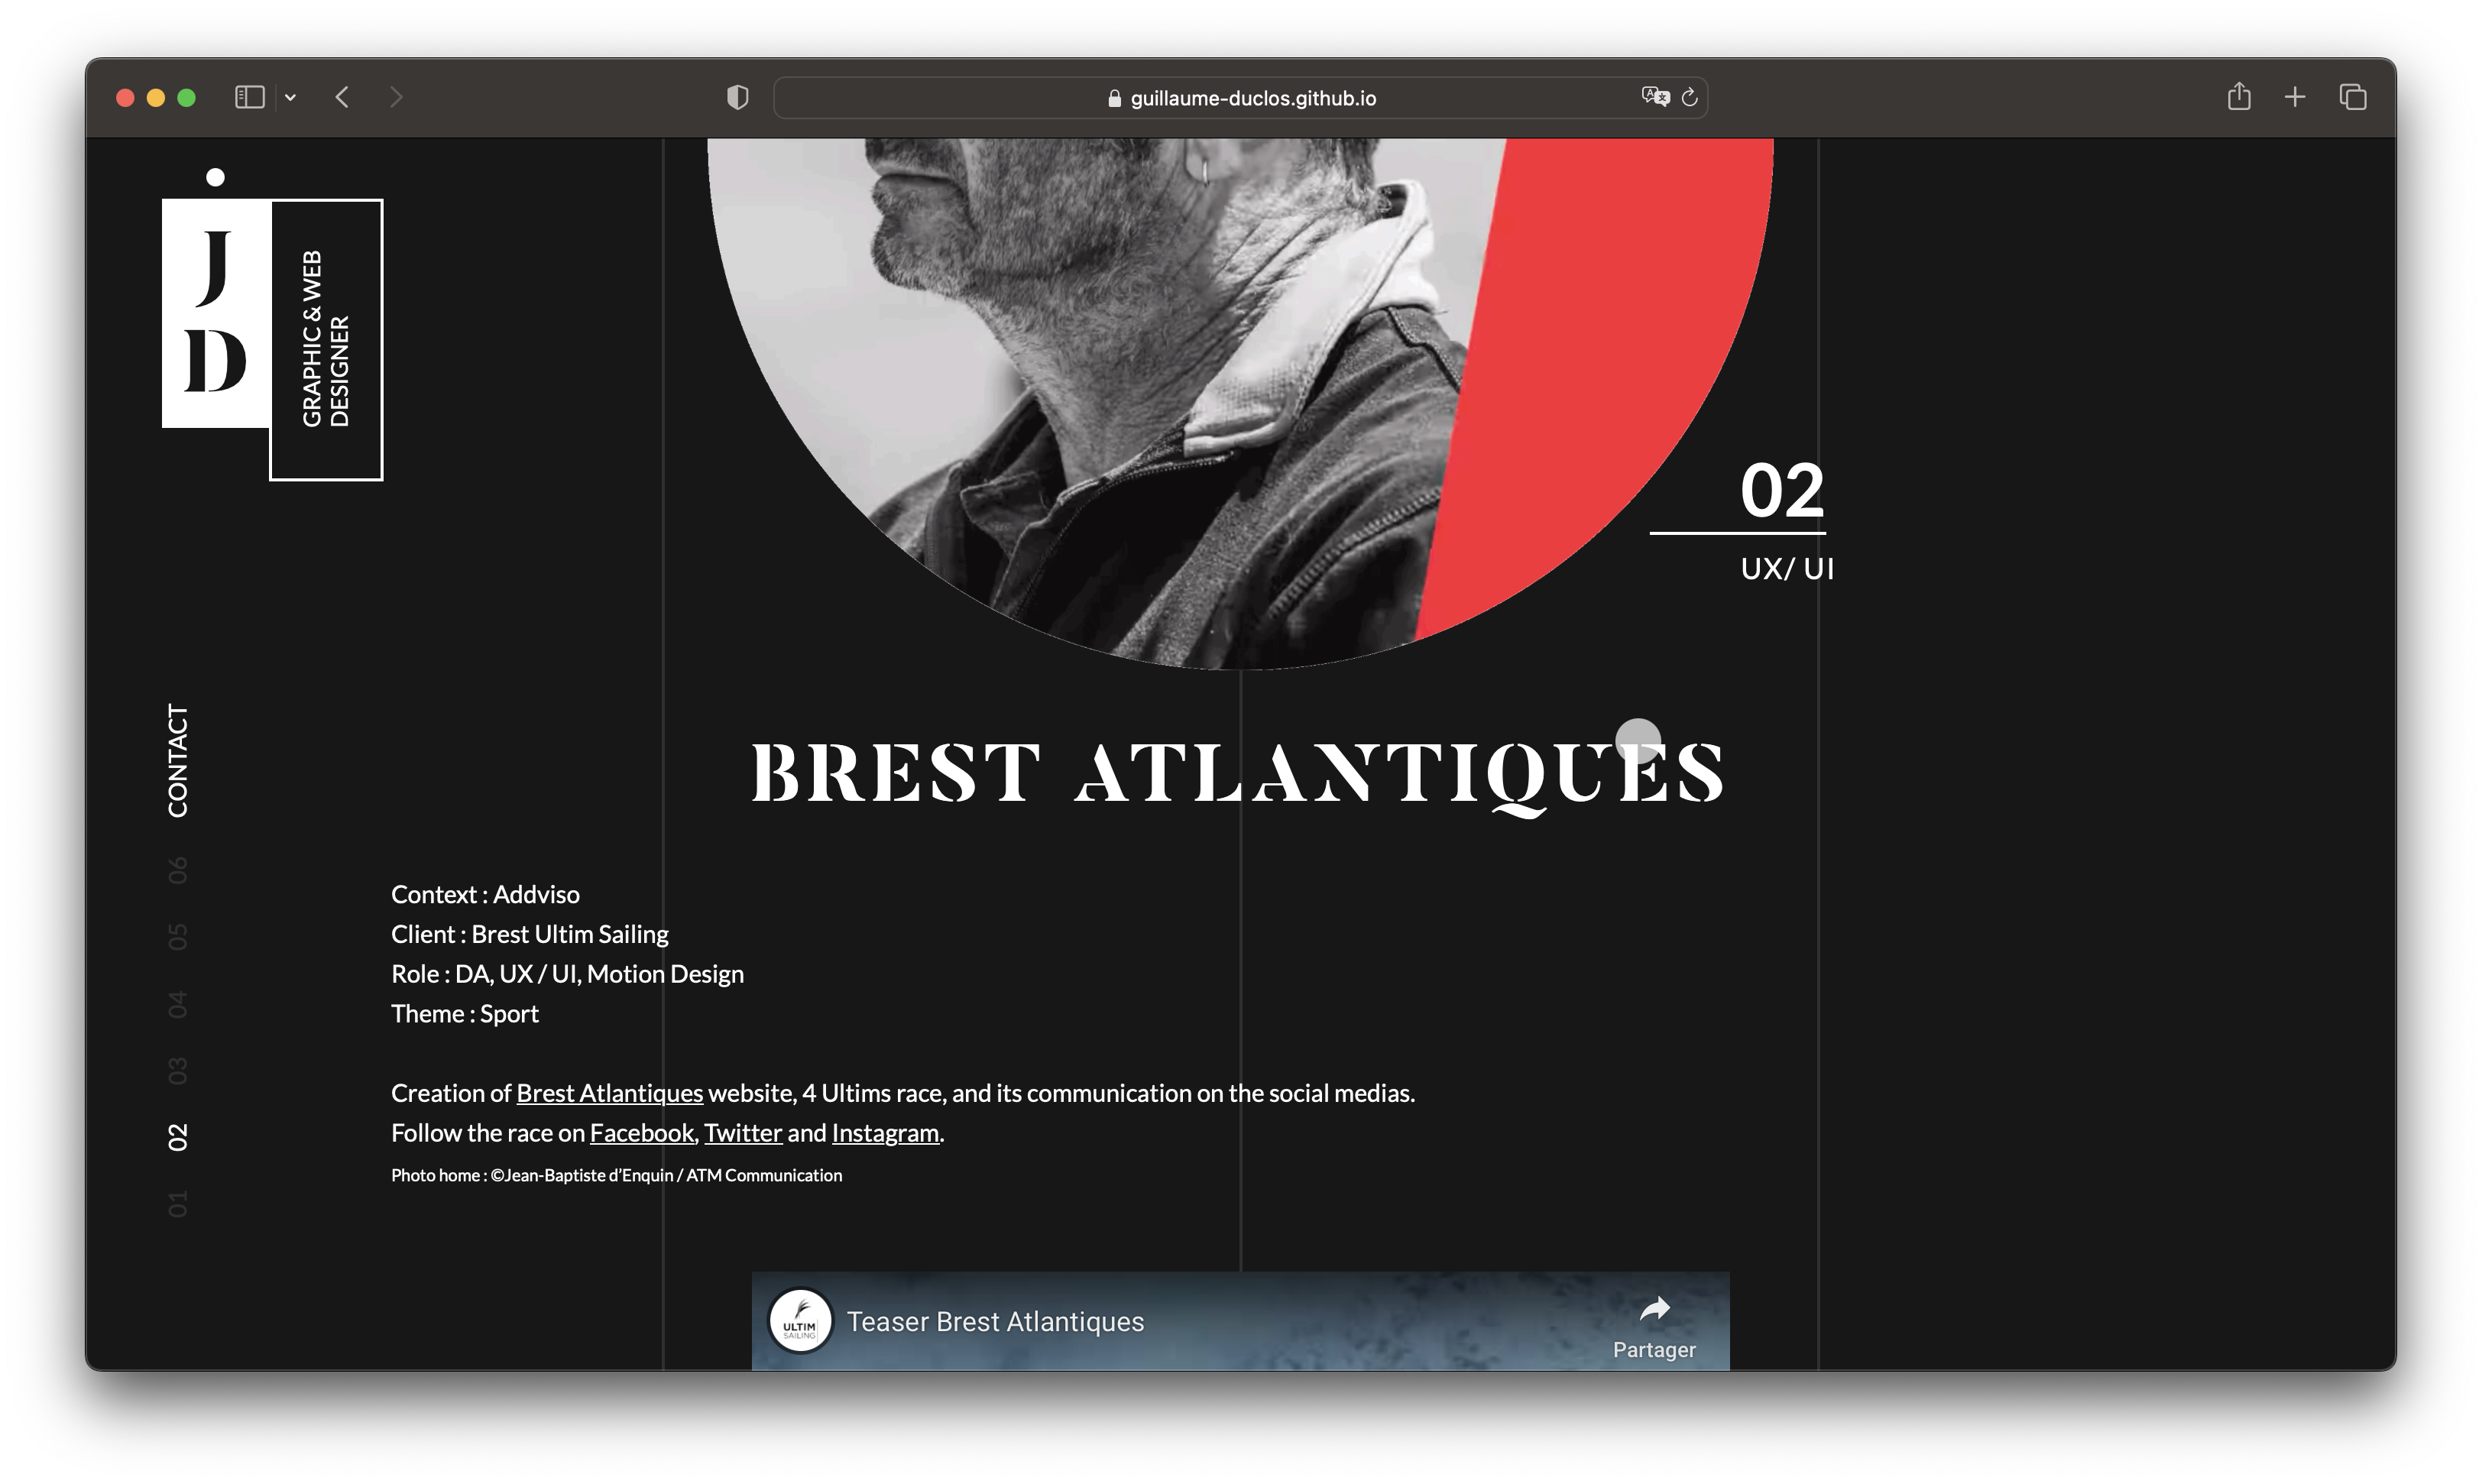 guillaume-duclos.github.io
J
D
GRAPHIC & WEB
DESIGNER
02
UX/ UI
BREST ATLANTIQUES
CONTACT
06
05
04
03
02
01
Context : Addviso
Client : Brest Ultim Sailing
Role : DA, UX / UI, Motion Design
Theme : Sport
Creation of Brest Atlantiques website, 4 Ultims race, and its communication on the social medias.
Follow the race on Facebook, Twitter and Instagram.
Photo home : ©Jean-Baptiste d’Enquin / ATM Communication
ULTIM
SAILING
Teaser Brest Atlantiques
Partager